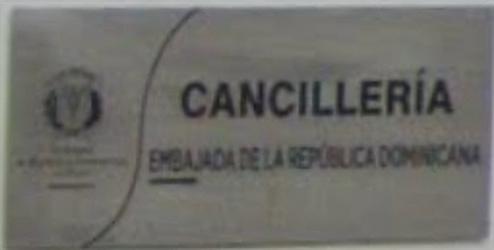 CANCILLERÍA
EMBAJADA DE LA REPÚBLICA DOMINICANA